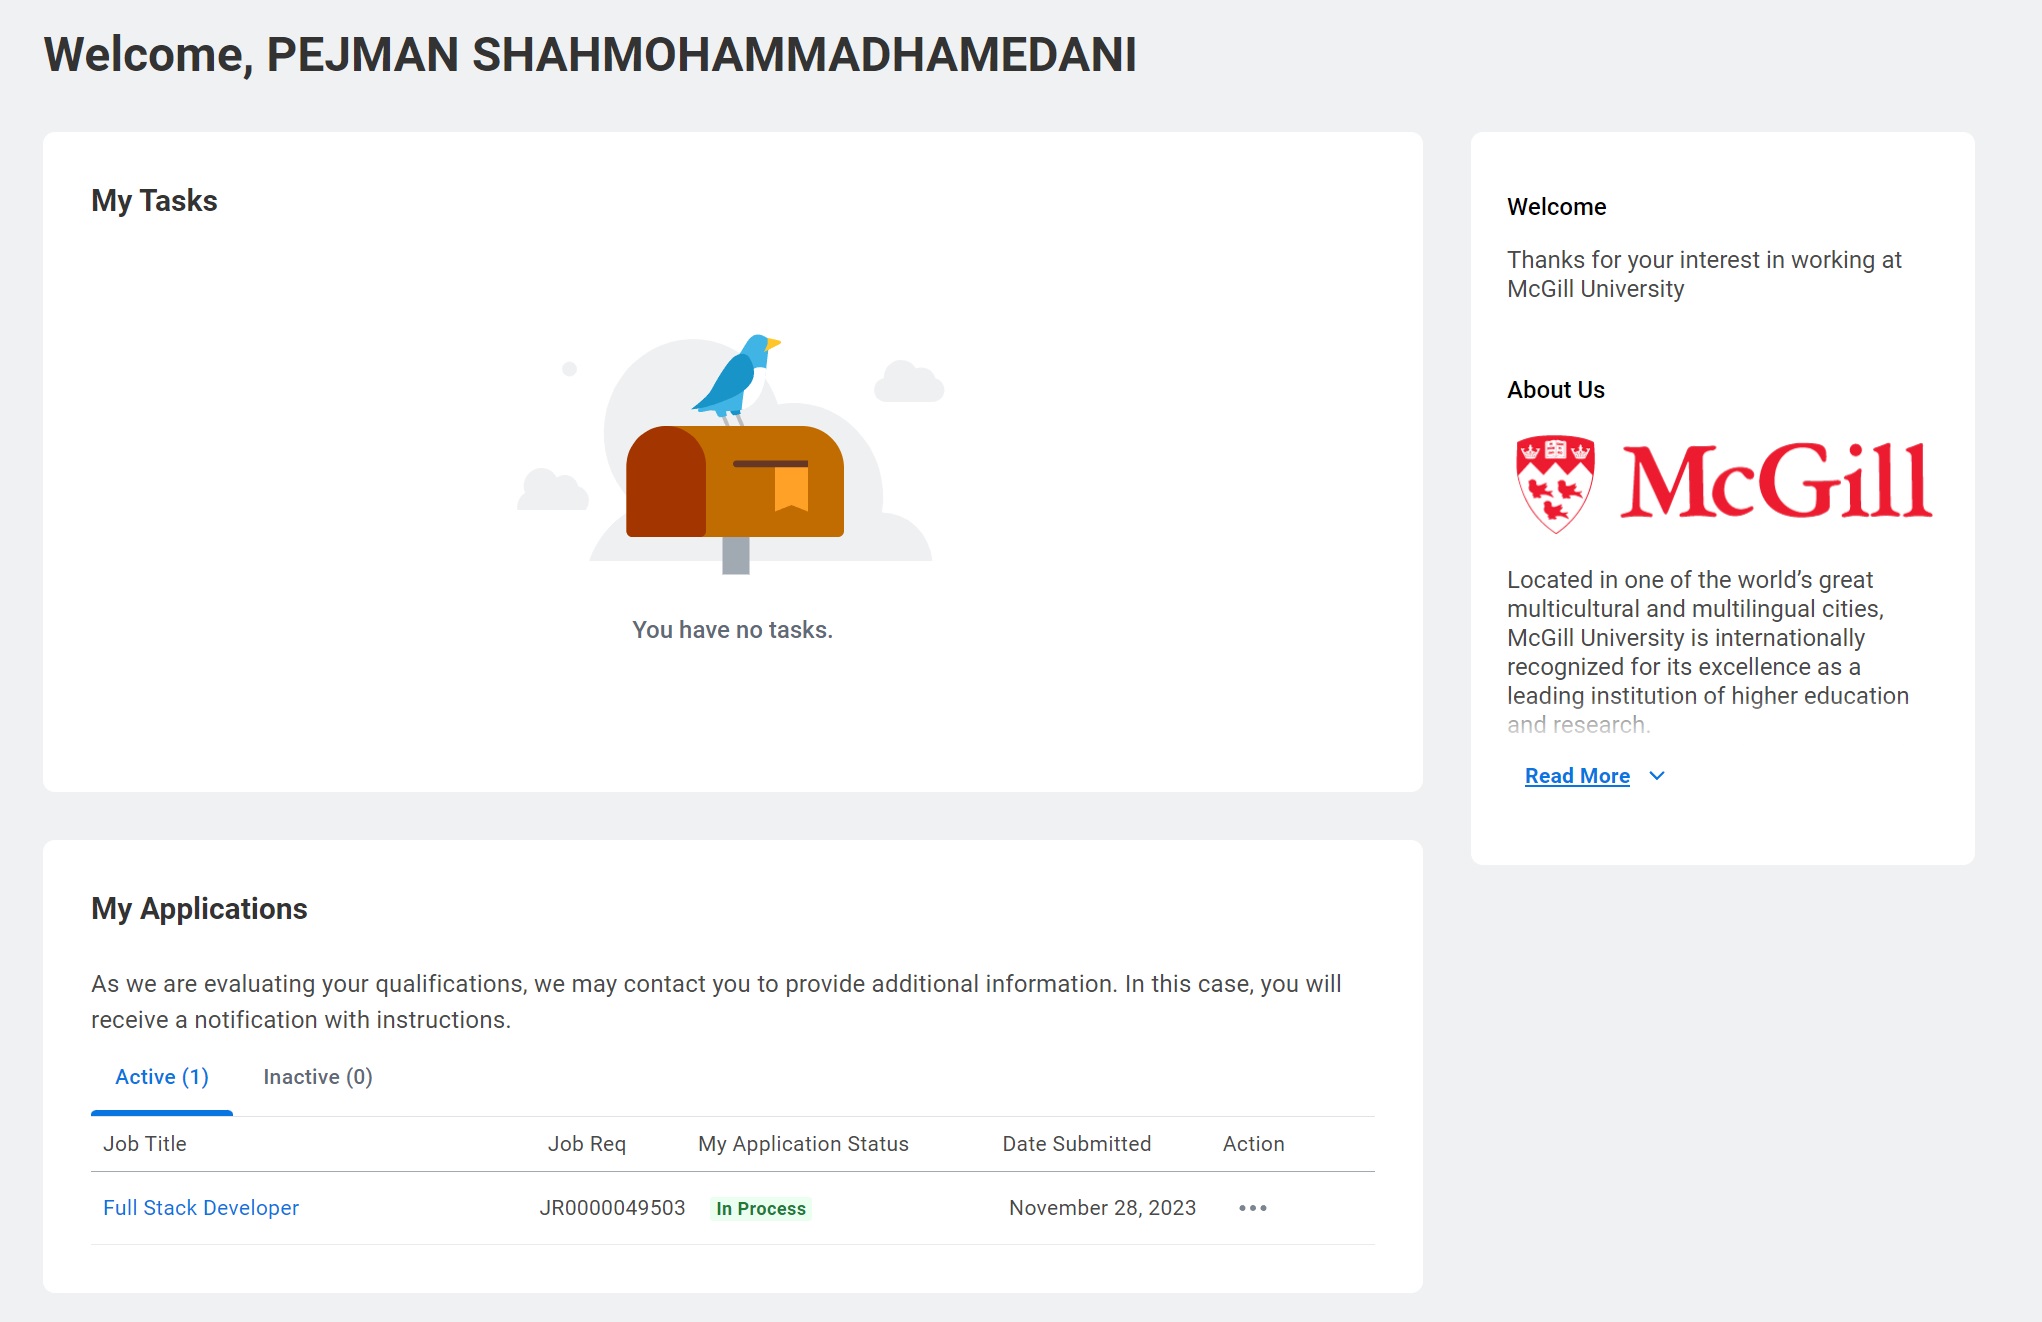 Welcome, PEJMAN SHAHMOHAMMADHAMEDANI
My Tasks
You have no tasks.
My Applications
As we are evaluating your qualifications, we may contact you to provide additional information. In this case, you will
receive a notification with instructions.
Active (1) Inactive (0)
Job Title Job Req My Application Status Date Submitted Action
Full Stack Developer JR0000049503 In Process November 28, 2023
Welcome
Thanks for your interest in working at
McGill University
About Us
McGill
Located in one of the world’s great
multicultural and multilingual cities,
McGill University is internationally
recognized for its excellence as a
leading institution of higher education
and research.
Read More